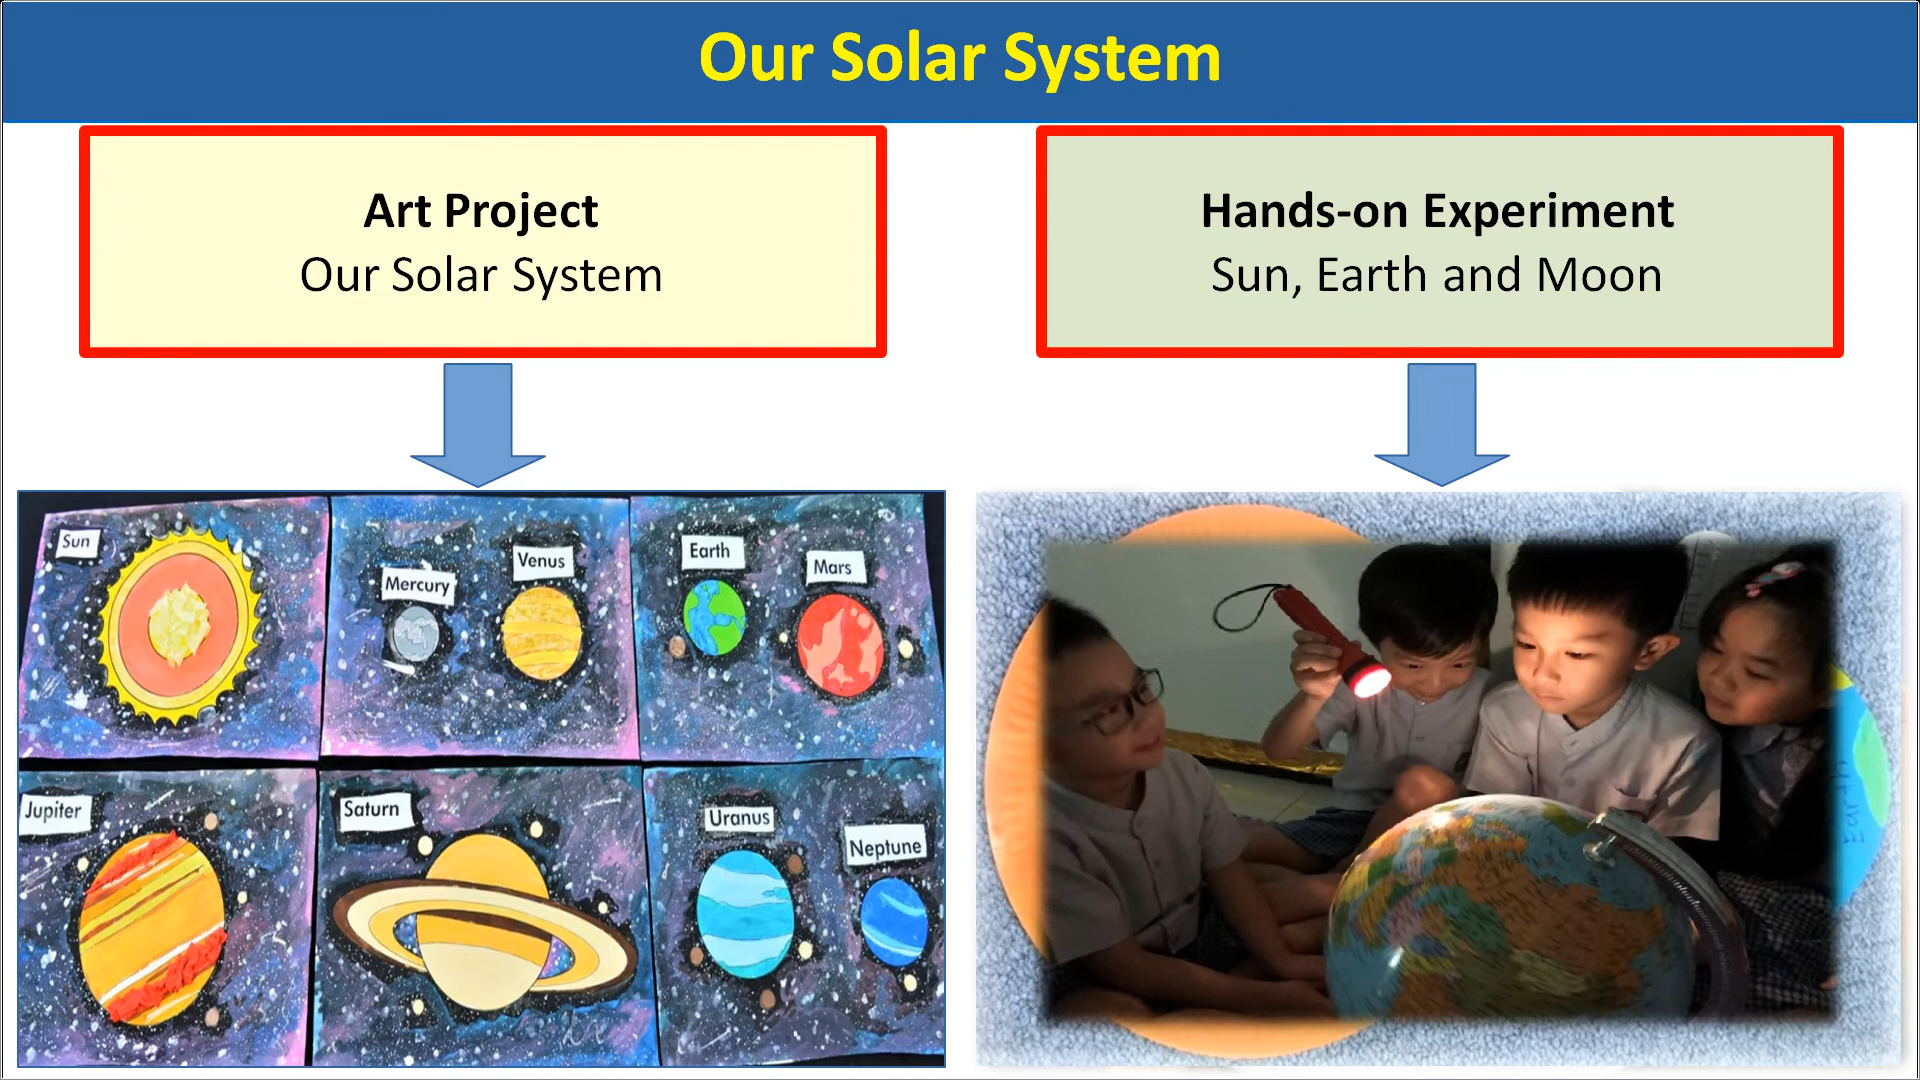 Our Solar System
Art Project
Our Solar System
Hands-on Experiment
Sun, Earth and Moon
Sun
Mercury
Venus
Earth
Mars
Jupiter
Saturn
Uranus
Neptune